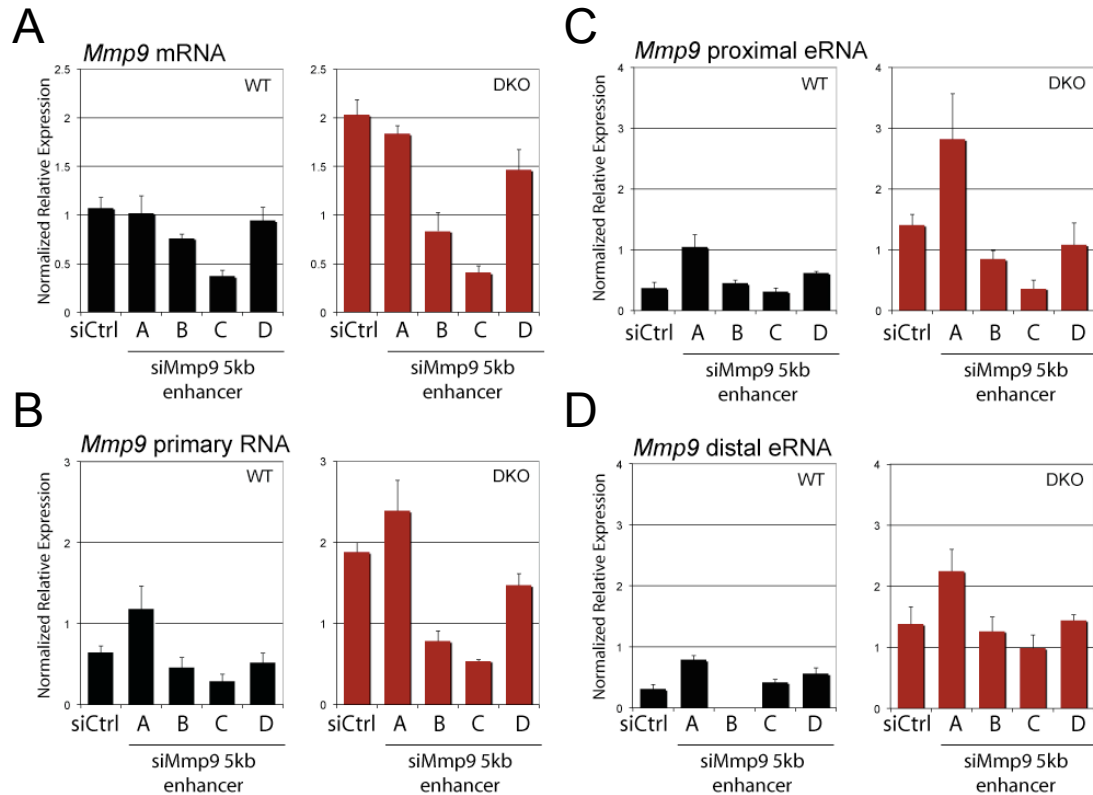 A
Mmp9 mRNA
Normalized Relative Expression
2.5
2
1.5
1
0.5
0
WT
siCtrl A B C D
siMmp9 5kb
enhancer
2.5
2
1.5
1
0.5
0
DKO
siCtrl A B C D
siMmp9 5kb
enhancer
B
Mmp9 primary RNA
Normalized Relative Expression
3
2
1
0
WT
siCtrl A B C D
siMmp9 5kb
enhancer
3
2
1
0
DKO
siCtrl A B C D
siMmp9 5kb
enhancer
C
Mmp9 proximal eRNA
Normalized Relative Expression
4
3
2
1
0
WT
siCtrl A B C D
siMmp9 5kb
enhancer
4
3
2
1
0
DKO
siCtrl A B C D
siMmp9 5kb
enhancer
D
Mmp9 distal eRNA
Normalized Relative Expression
4
3
2
1
0
WT
siCtrl A B C D
siMmp9 5kb
enhancer
4
3
2
1
0
DKO
siCtrl A B C D
siMmp9 5kb
enhancer